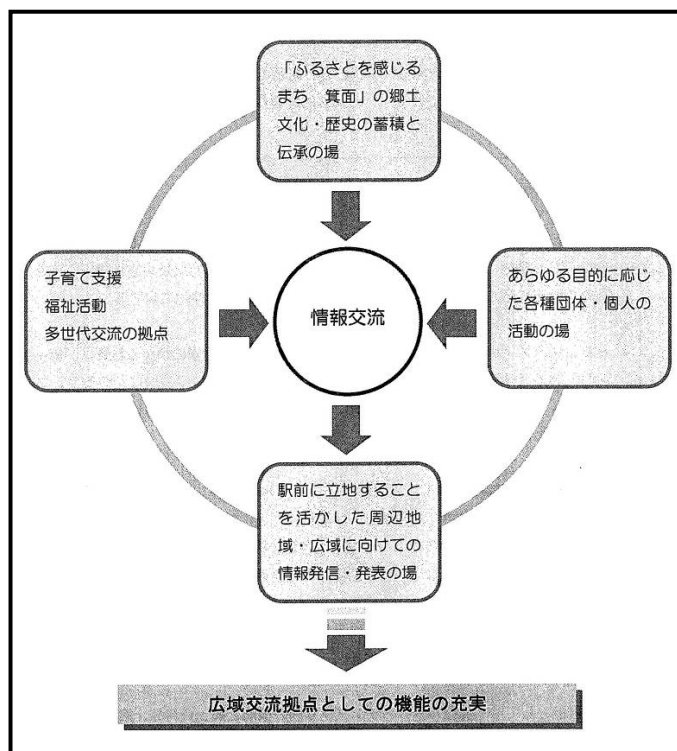 「ふるさとを感じる
まち　箕面」の郷土
文化・歴史の蓄積と
伝承の場
子育て支援
福祉活動
多世代交流の拠点
情報交流
あらゆる目的に応じ
た各種団体・個人の
活動の場
駅前に立地すること
を活かした周辺地
域・広域に向けての
情報発信・発表の場
広域交流拠点としての機能の充実